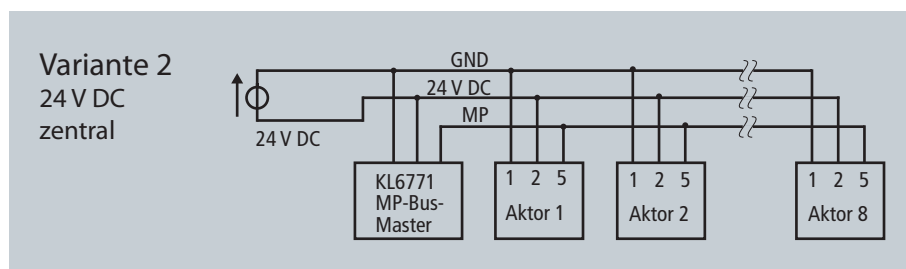 Variante 2
24 V DC
zentral
24 V DC
GND
24 V DC
MP
KL6771
MP-Bus-
Master
1 2 5
Aktor 1
1 2 5
Aktor 2
1 2 5
Aktor 8